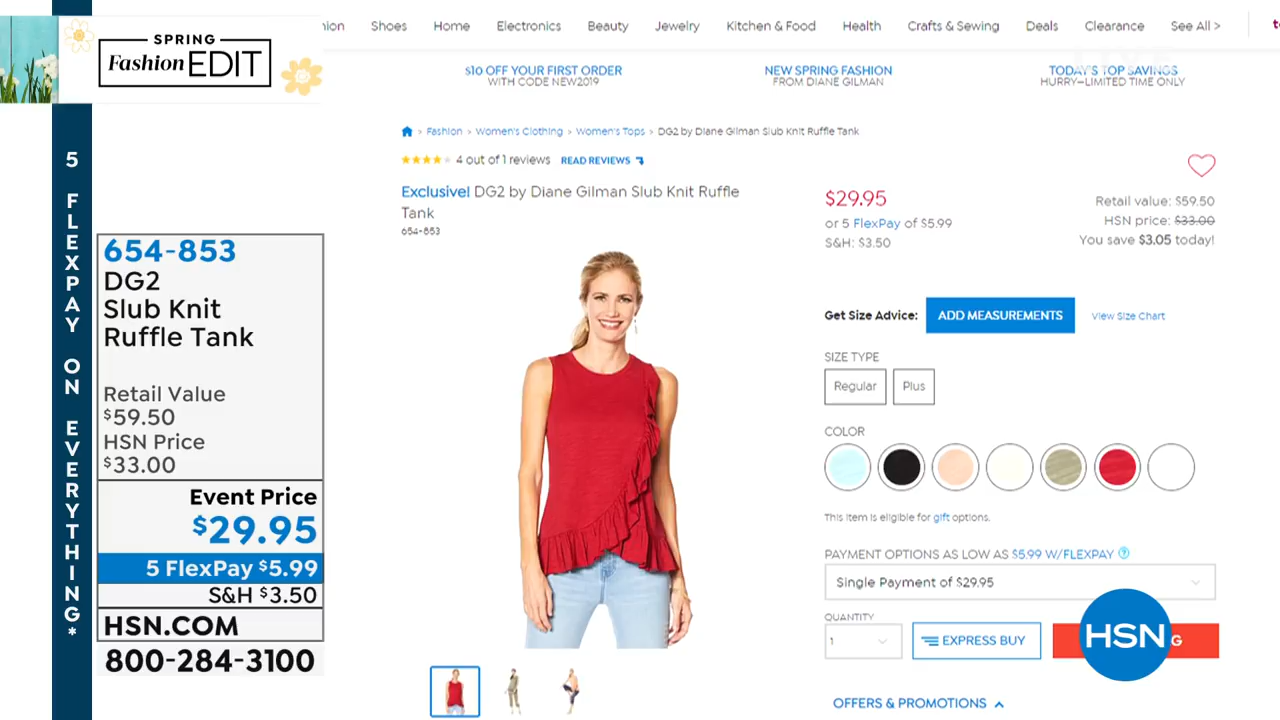 SPRING
Fashion EDIT
5 FLEXPAY ON EVERYTHING*
654-853
DG2
Slub Knit
Ruffle Tank
Retail Value
$59.50
HSN Price
$33.00
Event Price
$29.95
5 FlexPay $5.99
S&H $3.50
HSN.COM
800-284-3100
Shoes Home Electronics Beauty Jewelry Kitchen & Food Health Crafts & Sewing Deals Clearance See All >
$10 OFF YOUR FIRST ORDER
WITH CODE NEW2019
NEW SPRING FASHION
FROM DIANE GILMAN
TODAY'S TOP SAVINGS
HURRY—LIMITED TIME ONLY
> Fashion > Women's Clothing > Women's Tops > DG2 by Diane Gilman Slub Knit Ruffle Tank
4 out of 1 reviews READ REVIEWS
Exclusive! DG2 by Diane Gilman Slub Knit Ruffle
Tank
654-853
$29.95
or 5 FlexPay of $5.99
S&H: $3.50
Retail value: $59.50
HSN price: $33.00
You save $3.05 today!
Get Size Advice: ADD MEASUREMENTS View Size Chart
SIZE TYPE
Regular Plus
COLOR
This item is eligible for gift options.
PAYMENT OPTIONS AS LOW AS $5.99 W/FLEXPAY ?
Single Payment of $29.95
QUANTITY
1
EXPRESS BUY
HSN
G
OFFERS & PROMOTIONS